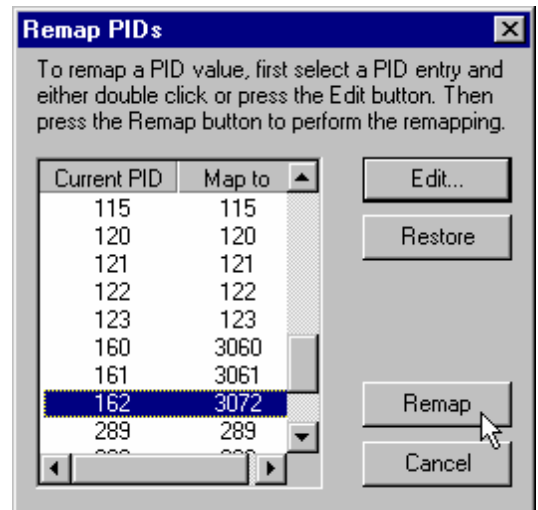 Remap PIDs
To remap a PID value, first select a PID entry and
either double click or press the Edit button. Then
press the Remap button to perform the remapping.
Current PID Map to
115 115
120 120
121 121
122 122
123 123
160 3060
161 3061
162 3072
289 289
Edit...
Restore
Remap
Cancel